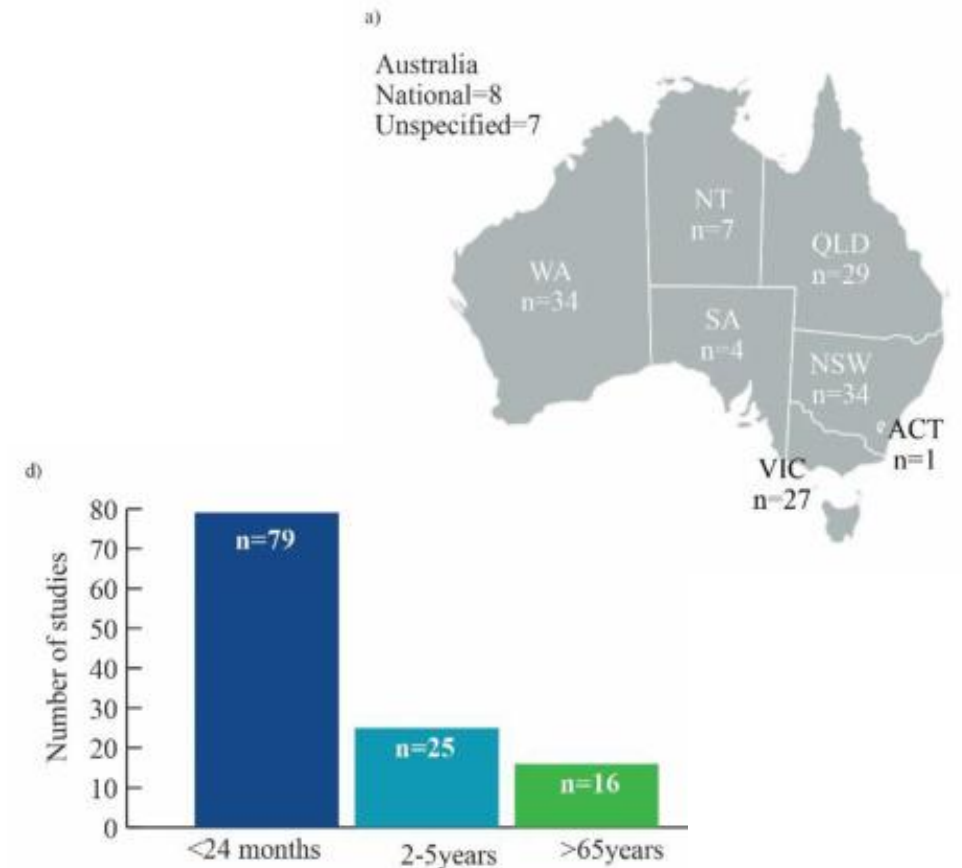 a)
Australia
National=8
Unspecified=7
NT
n=7
QLD
n=29
WA
n=34
SA
n=4
NSW
n=34
ACT
n=1
VIC
n=27
d)
Number of studies
80
70
60
50
40
30
20
10
0
n=79
n=25
n=16
<24 months
2-5years
>65years